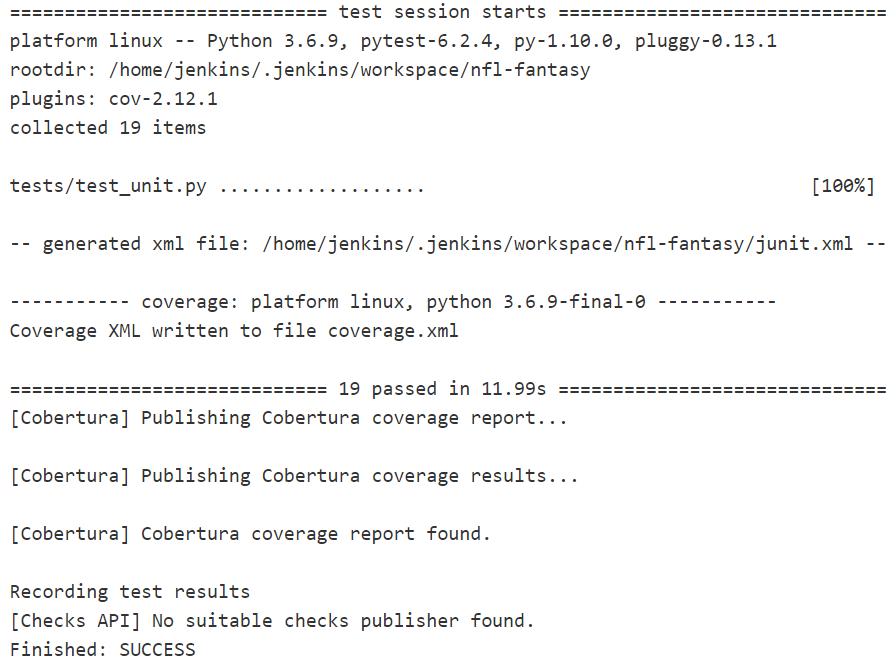 ============================= test session starts ==============================
platform linux -- Python 3.6.9, pytest-6.2.4, py-1.10.0, pluggy-0.13.1
rootdir: /home/jenkins/.jenkins/workspace/nfl-fantasy
plugins: cov-2.12.1
collected 19 items
tests/test_unit.py ................... [100%]
-- generated xml file: /home/jenkins/.jenkins/workspace/nfl-fantasy/junit.xml --
----------- coverage: platform linux, python 3.6.9-final-0 -----------
Coverage XML written to file coverage.xml
============================= 19 passed in 11.99s ==============================
[Cobertura] Publishing Cobertura coverage report...
[Cobertura] Publishing Cobertura coverage results...
[Cobertura] Cobertura coverage report found.
Recording test results
[Checks API] No suitable checks publisher found.
Finished: SUCCESS